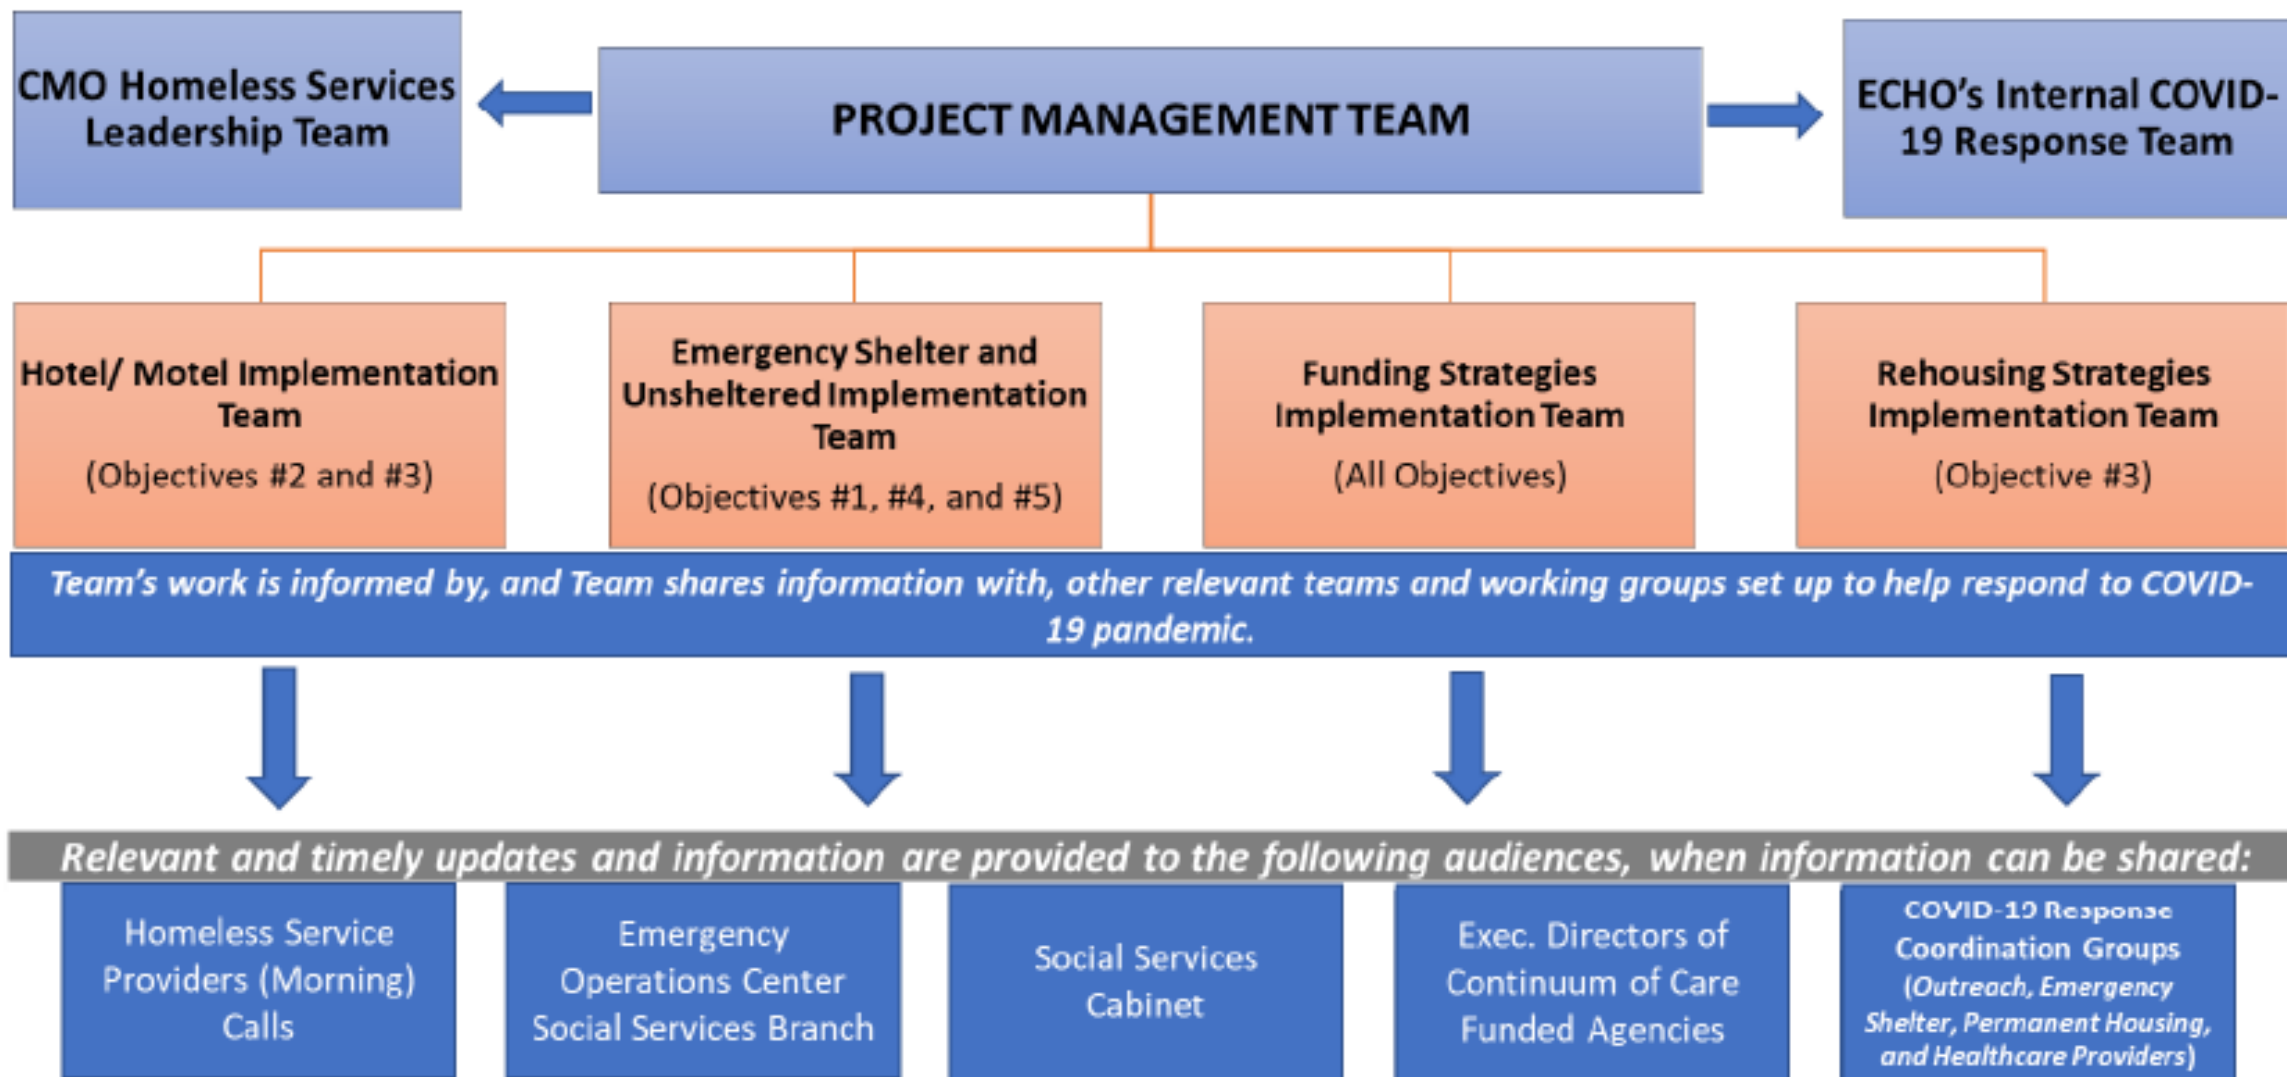 CMO Homeless Services
Leadership Team
PROJECT MANAGEMENT TEAM
ECHO's Internal COVID-
19 Response Team
Hotel/ Motel Implementation
Team
(Objectives #2 and #3)
Emergency Shelter and
Unsheltered Implementation
Team
(Objectives #1, #4, and #5)
Funding Strategies
Implementation Team
(All Objectives)
Rehousing Strategies
Implementation Team
(Objective #3)
Team's work is informed by, and Team shares information with, other relevant teams and working groups set up to help respond to COVID-
19 pandemic.
Relevant and timely updates and information are provided to the following audiences, when information can be shared:
Homeless Service
Providers (Morning)
Calls
Emergency
Operations Center
Social Services Branch
Social Services
Cabinet
Exec. Directors of
Continuum of Care
Funded Agencies
COVID-19 Response
Coordination Groups
(Outreach, Emergency
Shelter, Permanent Housing,
and Healthcare Providers)